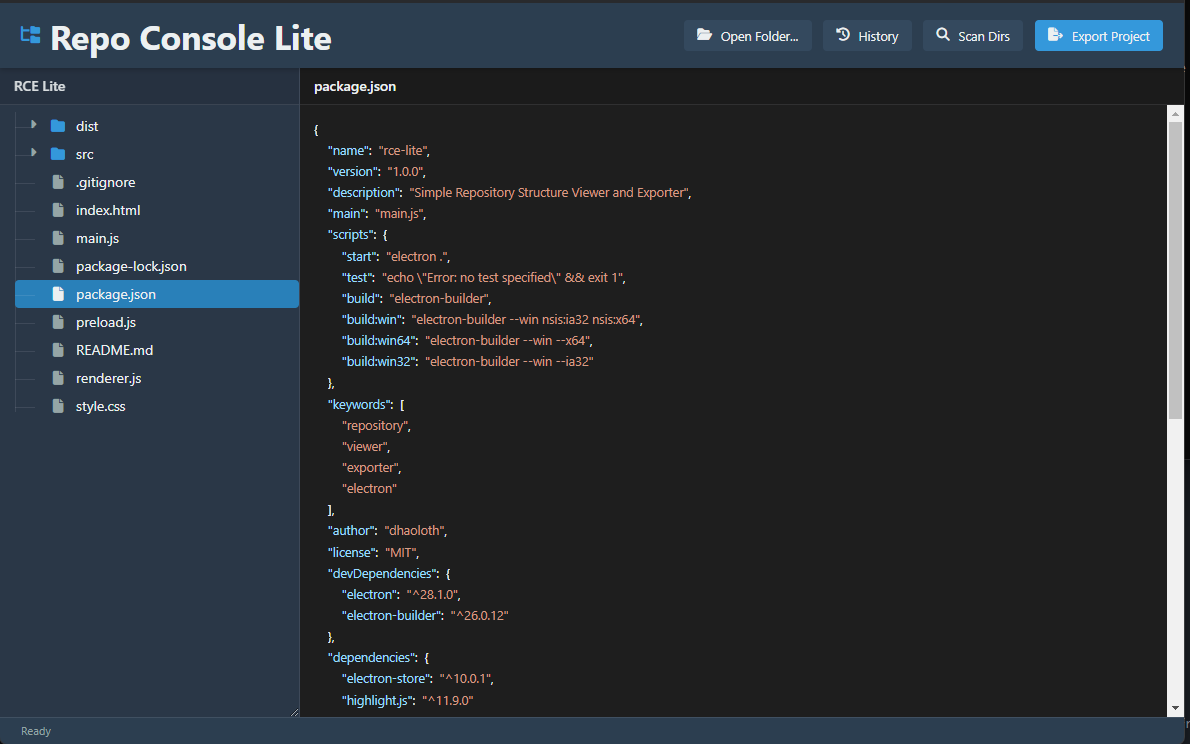 Repo Console Lite
Open Folder...
History
Scan Dirs
Export Project
RCE Lite
package.json
dist
src
.gitignore
index.html
main.js
package-lock.json
package.json
preload.js
README.md
renderer.js
style.css
{
"name": "rce-lite",
"version": "1.0.0",
"description": "Simple Repository Structure Viewer and Exporter",
"main": "main.js",
"scripts": {
"start": "electron .",
"test": "echo \"Error: no test specified\" && exit 1",
"build": "electron-builder",
"build:win": "electron-builder --win nsis:ia32 nsis:x64",
"build:win64": "electron-builder --win --x64",
"build:win32": "electron-builder --win --ia32"
},
"keywords": [
"repository",
"viewer",
"exporter",
"electron"
],
"author": "dhaoloth",
"license": "MIT",
"devDependencies": {
"electron": "^28.1.0",
"electron-builder": "^26.0.12"
},
"dependencies": {
"electron-store": "^10.0.1",
"highlight.js": "^11.9.0"
Ready